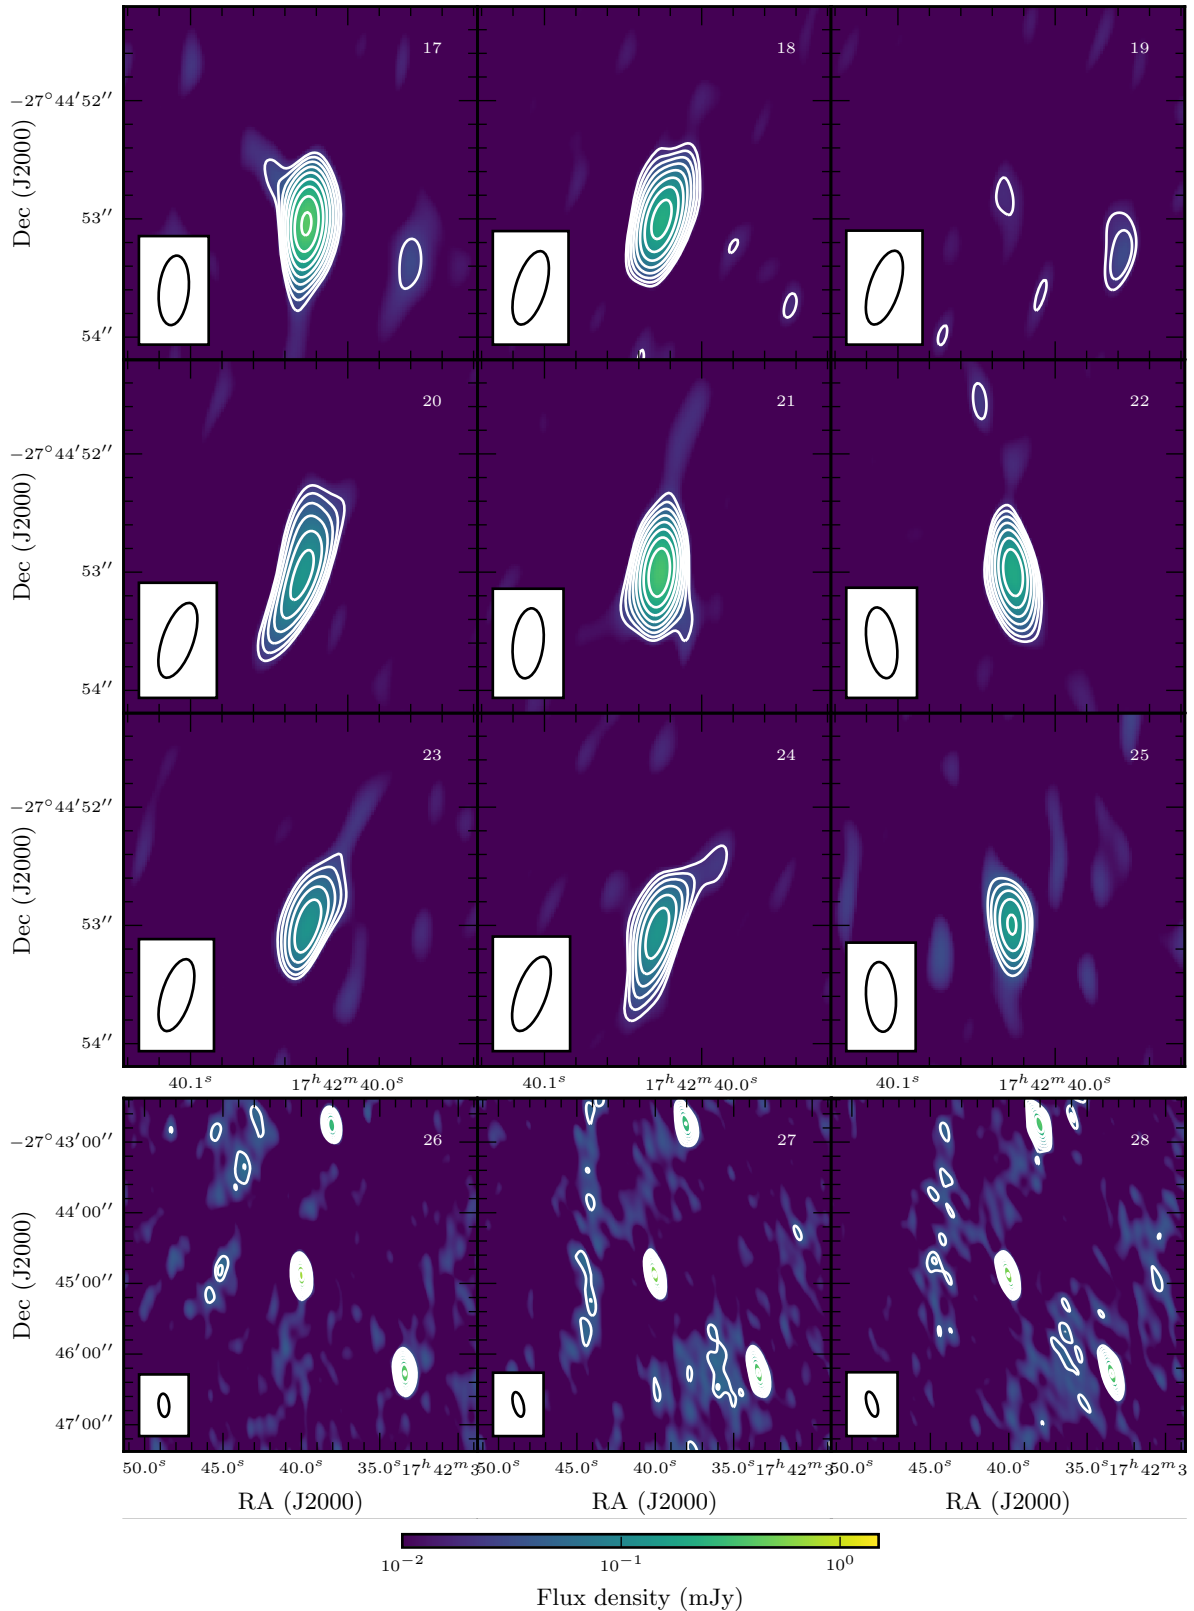 17 18 19
−27°44′52′′
53′′
54′′
Dec (J2000)
20 21 22
−27°44′52′′
53′′
54′′
Dec (J2000)
23 24 25
−27°44′52′′
53′′
54′′
Dec (J2000)
40.1ˢ 17ʰ42ᵐ40.0ˢ 40.1ˢ 17ʰ42ᵐ40.0ˢ 40.1ˢ 17ʰ42ᵐ40.0ˢ
26 27 28
−27°43′00′′
44′00′′
45′00′′
46′00′′
47′00′′
Dec (J2000)
50.0ˢ 45.0ˢ 40.0ˢ 35.0ˢ17ʰ42ᵐ3 50.0ˢ 45.0ˢ 40.0ˢ 35.0ˢ17ʰ42ᵐ3 50.0ˢ 45.0ˢ 40.0ˢ 35.0ˢ17ʰ42ᵐ3
RA (J2000) RA (J2000) RA (J2000)
10⁻² 10⁻¹ 10⁰
Flux density (mJy)